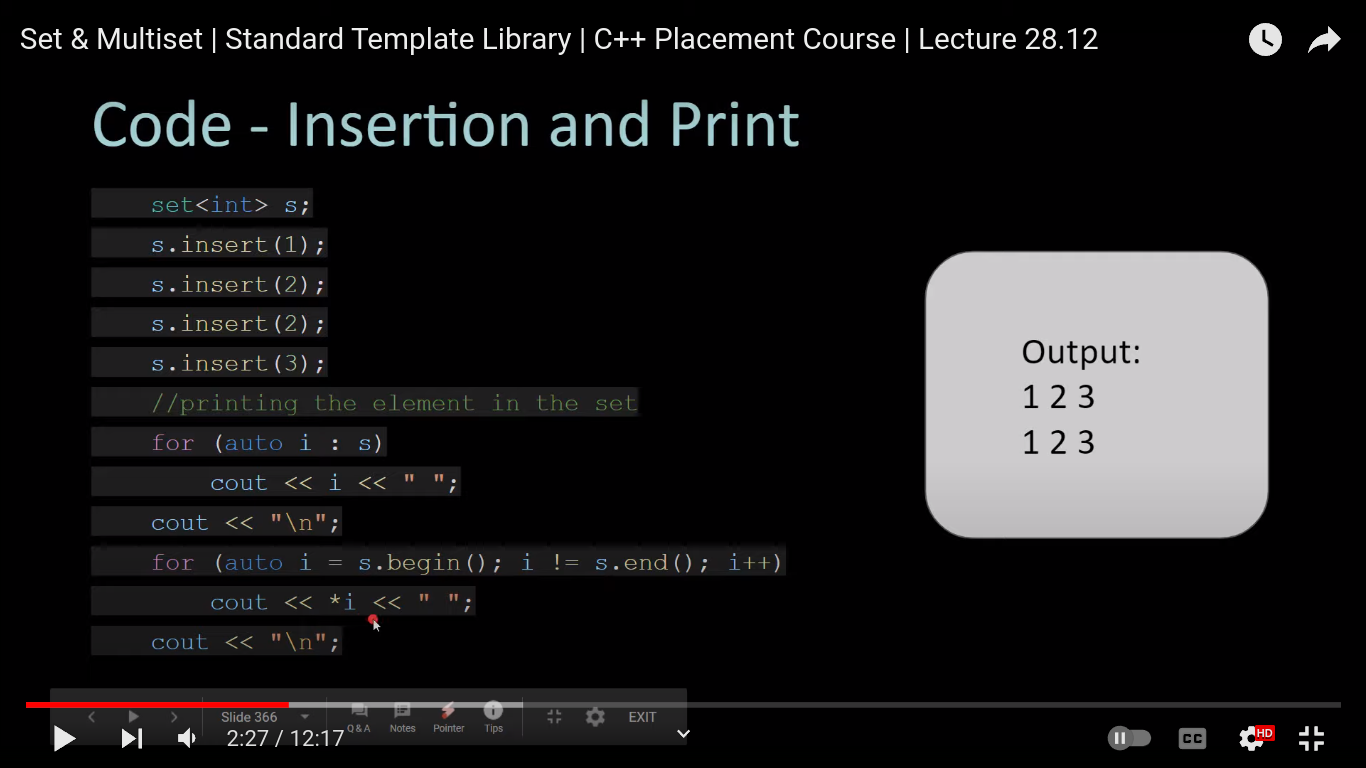 Set & Multiset | Standard Template Library | C++ Placement Course | Lecture 28.12
Code - Insertion and Print
set<int> s;
s.insert(1);
s.insert(2);
s.insert(2);
s.insert(3);
//printing the element in the set
for (auto i : s)
cout << i << " ";
cout << "\n";
for (auto i = s.begin(); i != s.end(); i++)
cout << *i << " ";
cout << "\n";
Output:
1 2 3
1 2 3
Slide 366
Q & A
Notes
Pointer
Tips
EXIT
2:27 / 12:17
CC
HD